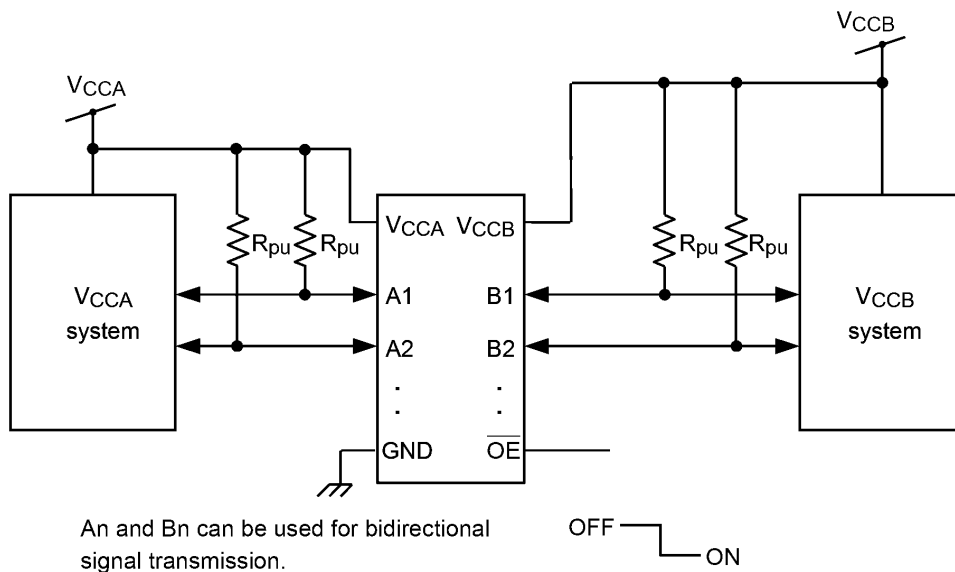 VCCB
VCCA
VCCA VCCB
Rpu Rpu Rpu Rpu
VCCA
system
A1 B1
VCCB
system
A2 B2
. .
. .
GND OE
An and Bn can be used for bidirectional
signal transmission.
OFF
ON